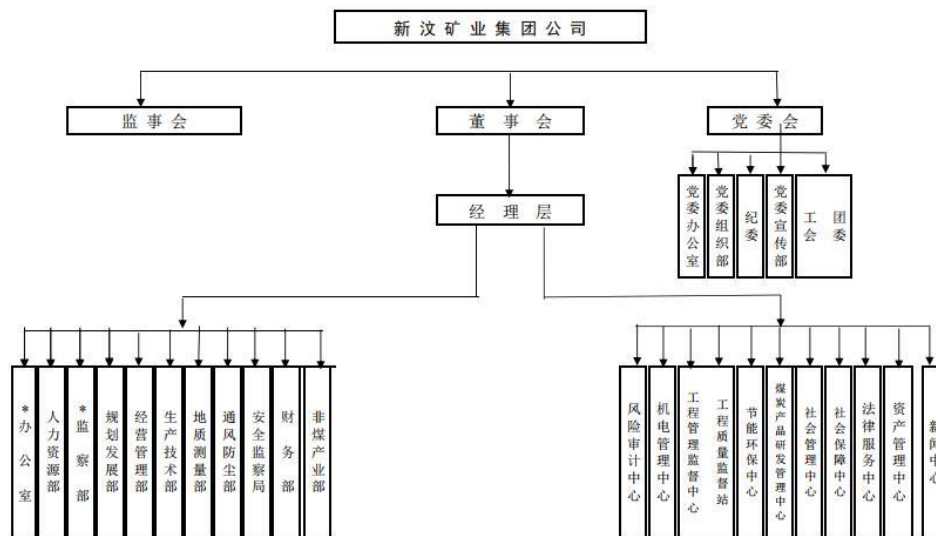 新汶矿业集团公司
监事会
董事会
党委会
经理层
党委办公室
党委组织部
纪委
党委宣传部
工会
团委
*办公室
人力资源部
*监察部
规划发展部
经营管理部
生产技术部
地质测量部
通风防尘部
安全监察局
财务部
非煤产业部
风险审计中心
机电管理中心
工程管理监督中心
工程质量监督站
节能环保中心
煤炭产品研发管理中心
社会管理中心
社会保障中心
法律服务中心
资产管理中心
新闻中心